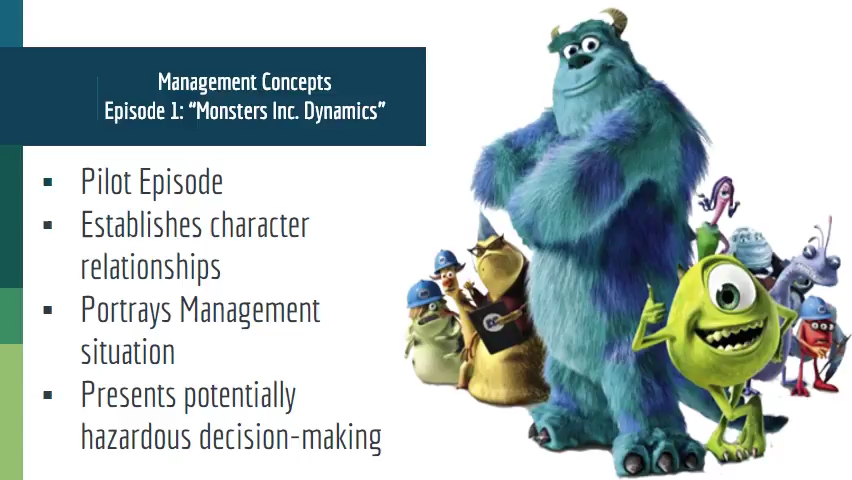 Management Concepts
Episode 1: “Monsters Inc. Dynamics”
▪ Pilot Episode
▪ Establishes character
relationships
▪ Portrays Management
situation
▪ Presents potentially
hazardous decision-making